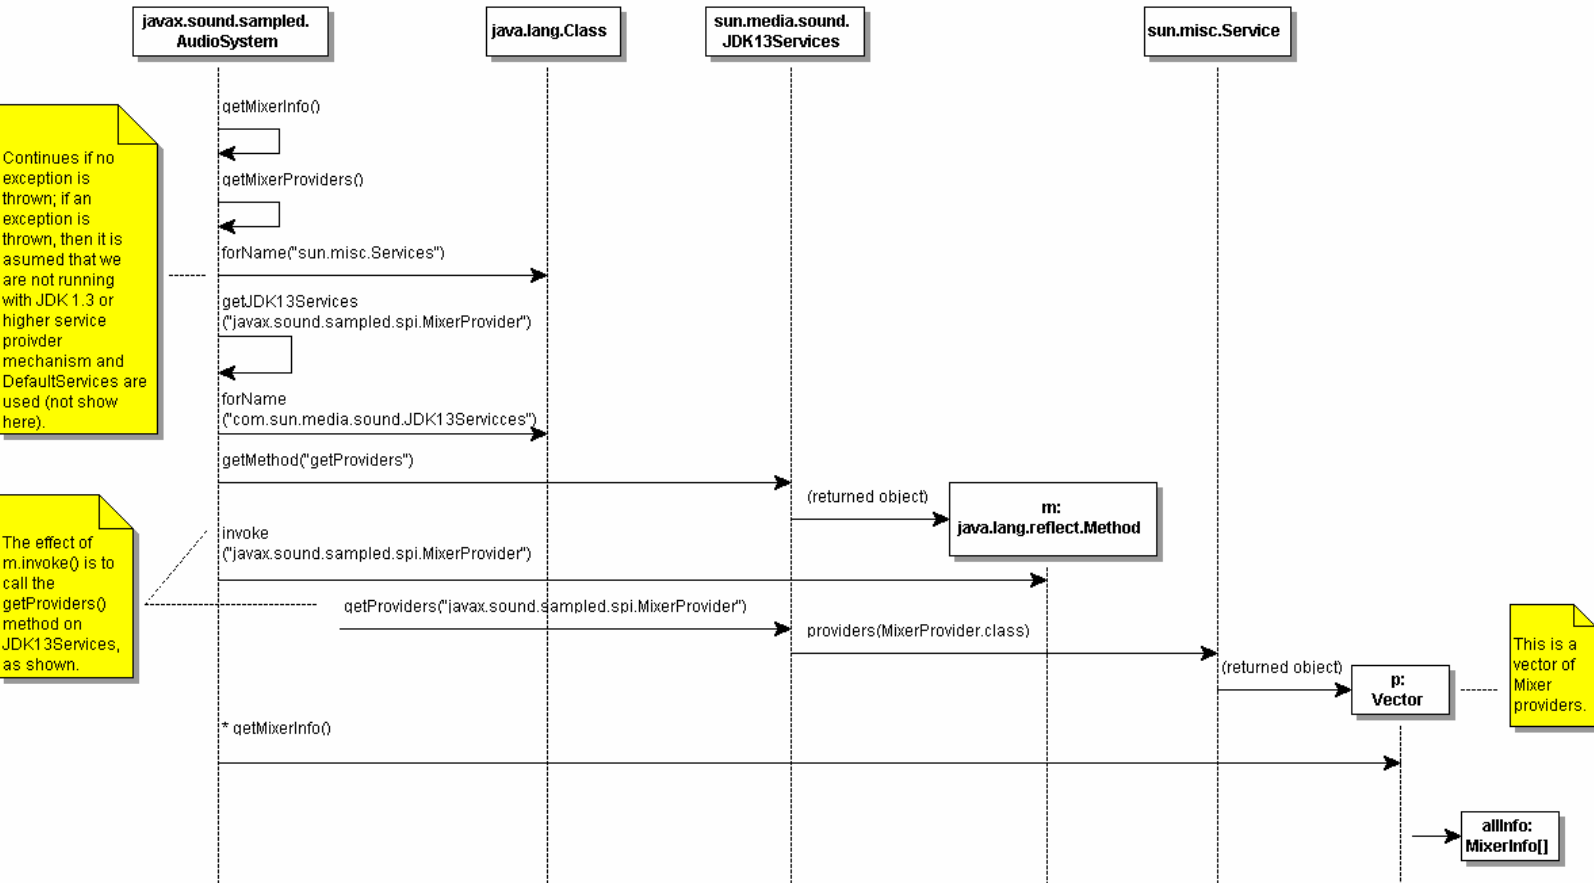 javax.sound.sampled.
AudioSystem
java.lang.Class
sun.media.sound.
JDK13Services
sun.misc.Service
getMixerInfo()
Continues if no
exception is
thrown; if an
exception is
thrown, then it is
asumed that we
are not running
with JDK 1.3 or
higher service
proivder
mechanism and
DefaultServices are
used (not show
here).
getMixerProviders()
forName("sun.misc.Services")
getJDK13Services
("javax.sound.sampled.spi.MixerProvider")
forName
("com.sun.media.sound.JDK13Servicces")
getMethod("getProviders")
(returned object)
m:
java.lang.reflect.Method
invoke
("javax.sound.sampled.spi.MixerProvider")
The effect of
m.invoke() is to
call the
getProviders()
method on
JDK13Services,
as shown.
getProviders("javax.sound.sampled.spi.MixerProvider")
providers(MixerProvider.class)
(returned object)
p:
Vector
This is a
vector of
Mixer
providers.
* getMixerInfo()
allInfo:
MixerInfo[]